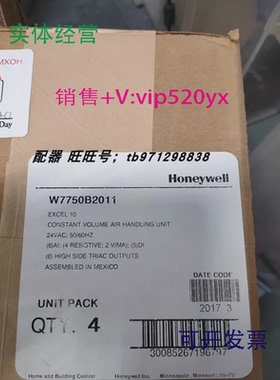 实体经营
MXOH
Day
销售+V:vip520yx
配器 旺旺号: tb971298838
Honeywell
W7750B2011
EXCEL 10
CONSTANT VOLUME AIR HANDLING UNIT
24VAC; 50/60HZ
(6)AI; (4 RESISTIVE; 2 V/MA); (5)DI
(8) HIGH SIDE TRIAC OUTPUTS
ASSEMBLED IN MEXICO
DATE CODE
2017 3
UNIT PACK
QTY. 4
30085267196797
可开发票
Home and Building Control
Honeywell Inc.
Minneapolis,